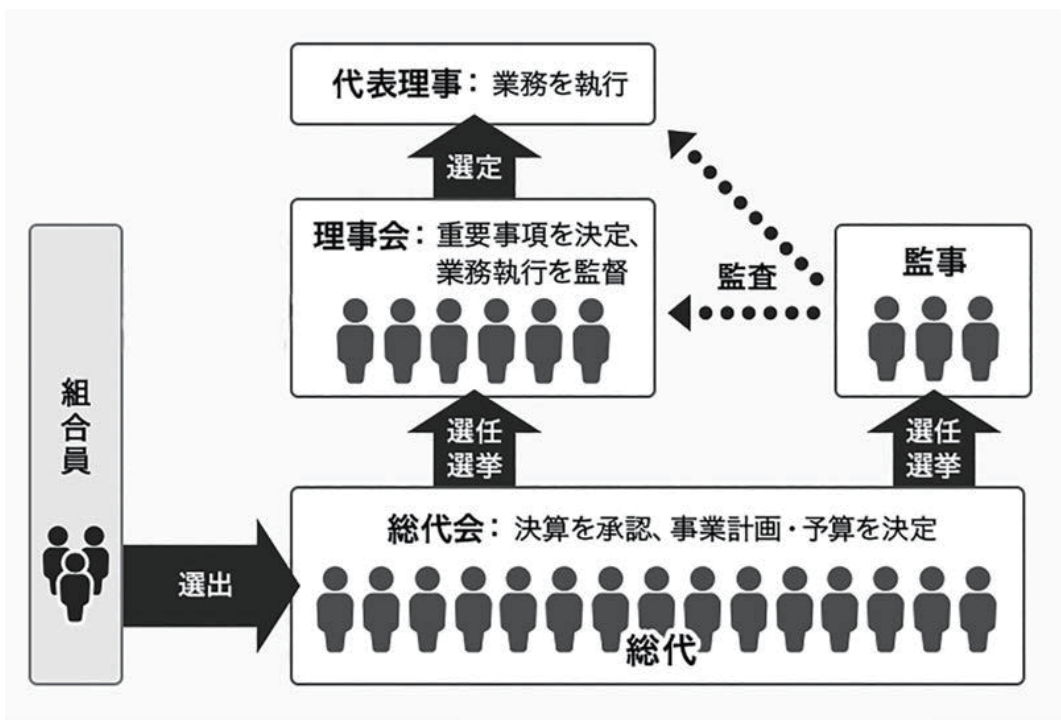 代表理事：業務を執行
選定
理事会：重要事項を決定、
業務執行を監督
監査
監事
組合員
選任
選挙
選任
選挙
総代会：決算を承認、事業計画・予算を決定
選出
総代